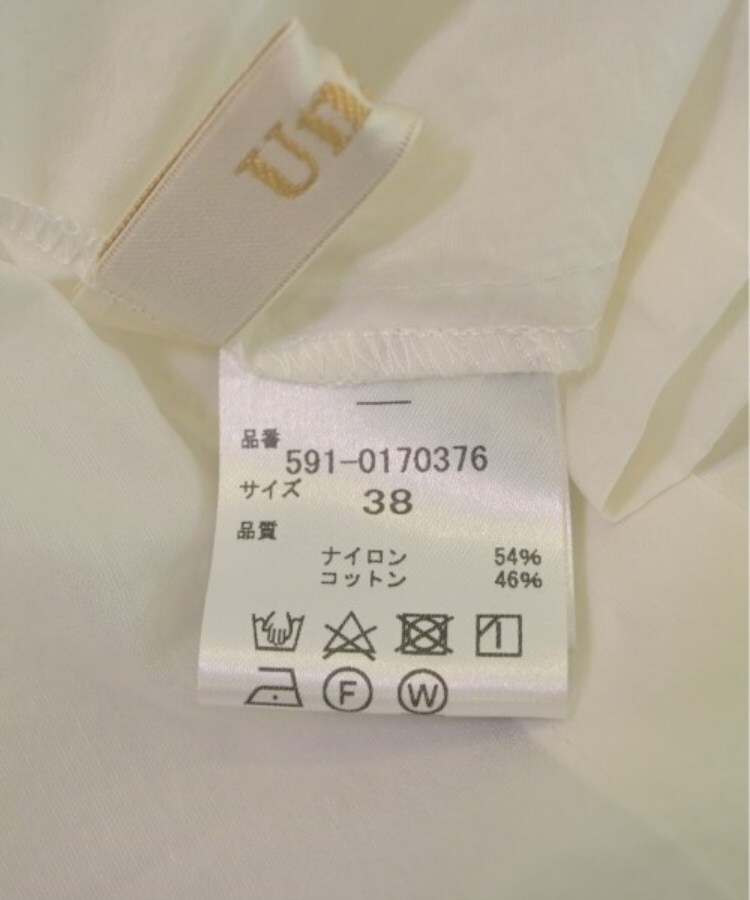 Un
品番
591-0170376
サイズ 38
品質
ナイロン 54%
コットン 46%
F W